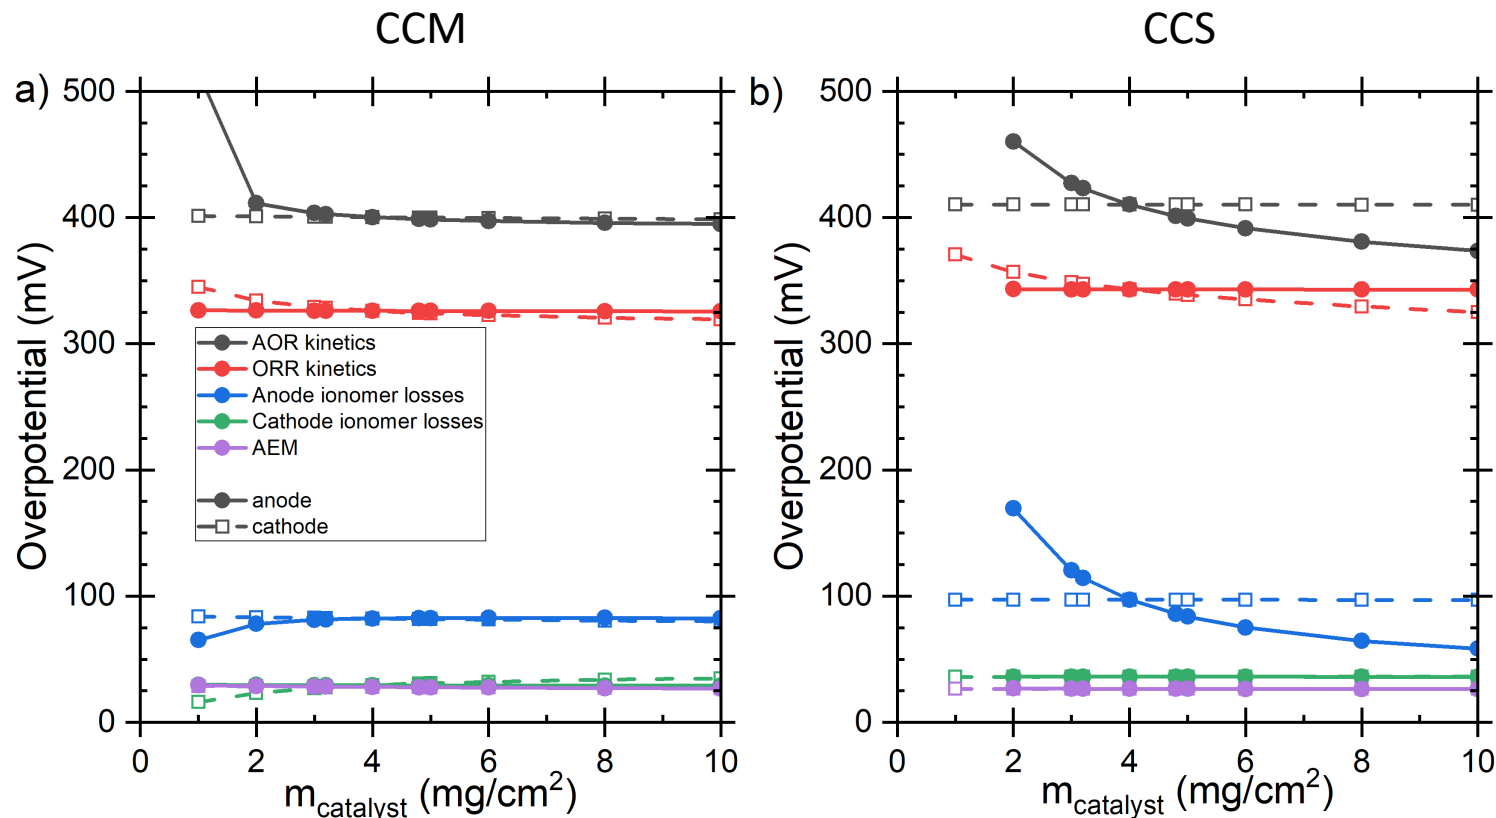 CCM
CCS
a)
500
400
300
200
100
0
Overpotential (mV)
AOR kinetics
ORR kinetics
Anode ionomer losses
Cathode ionomer losses
AEM
anode
cathode
0 2 4 6 8 10
m_catalyst (mg/cm²)
b)
500
400
300
200
100
0
Overpotential (mV)
0 2 4 6 8 10
m_catalyst (mg/cm²)